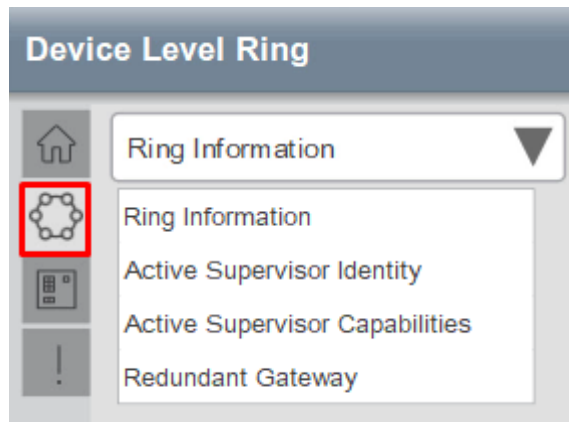 Device Level Ring
Ring Information
Ring Information
Active Supervisor Identity
Active Supervisor Capabilities
Redundant Gateway